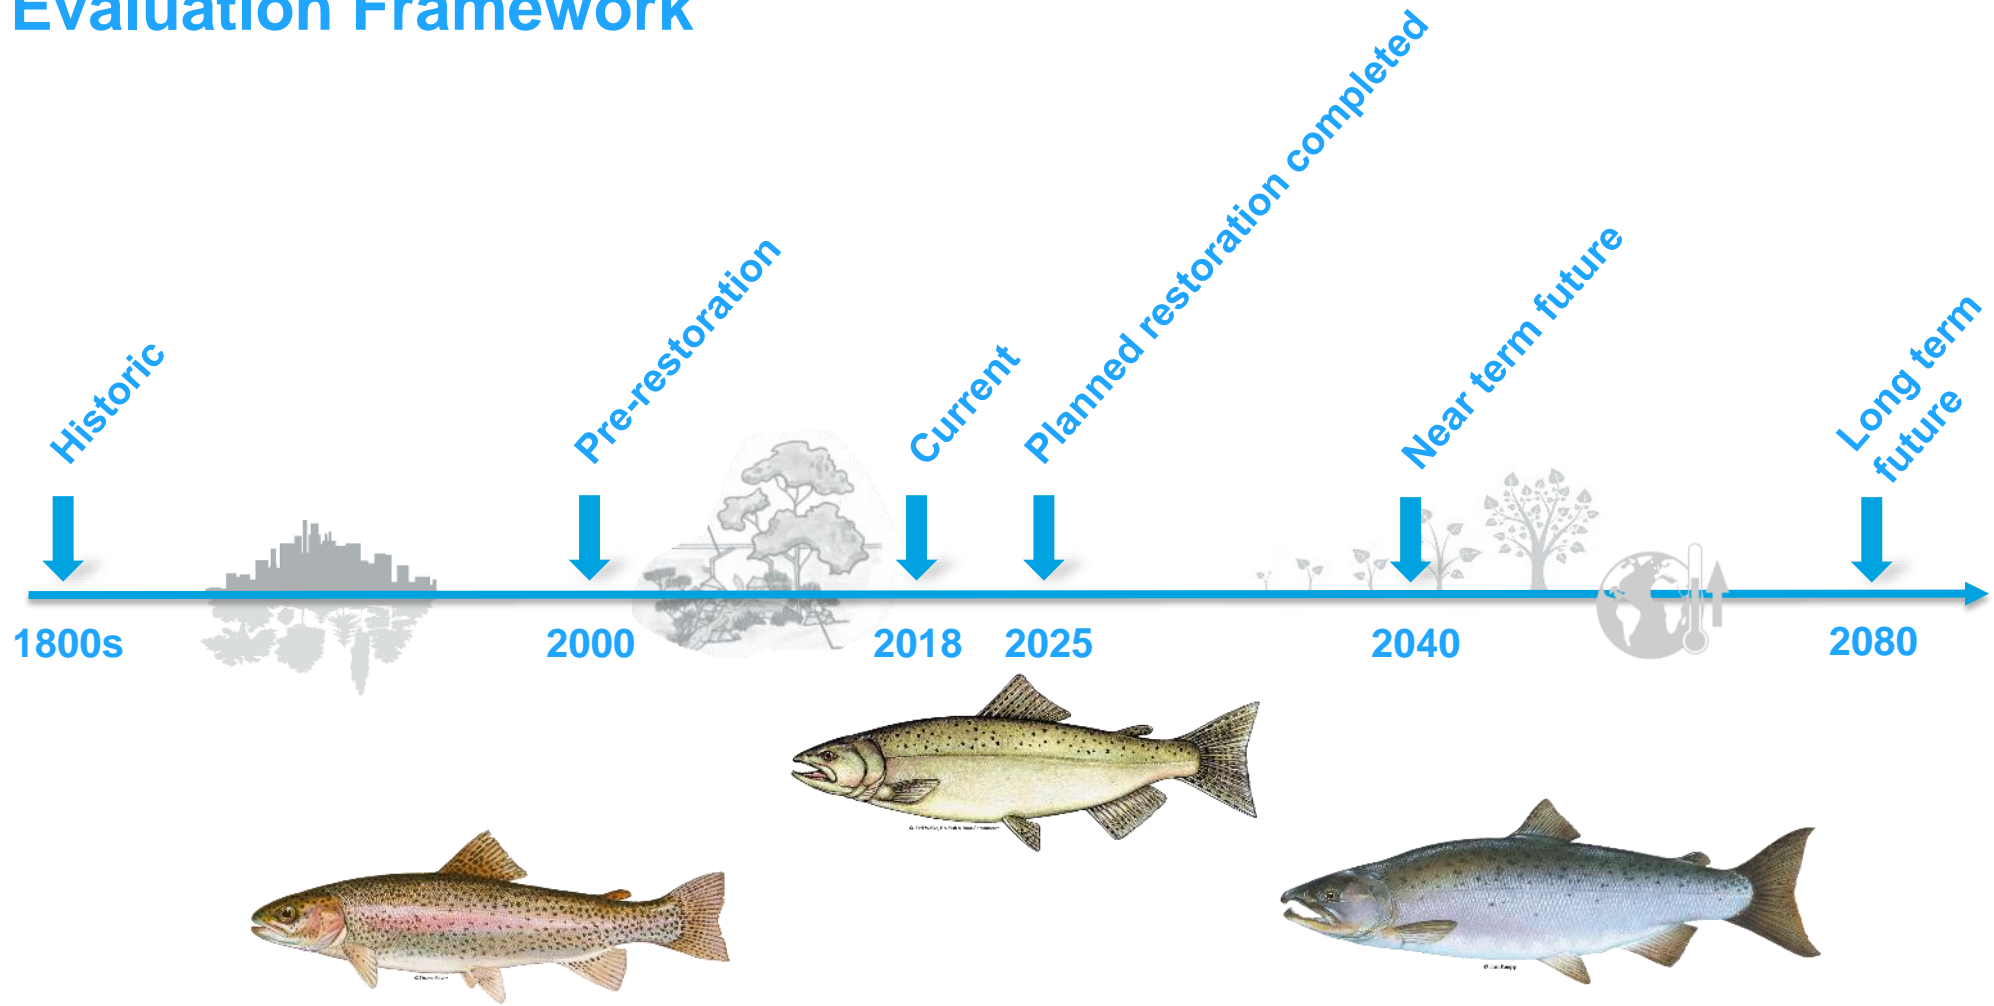 Evaluation Framework
Historic
Pre-restoration
Current
Planned restoration completed
Near term future
Long term
future
1800s
2000
2018
2025
2040
2080